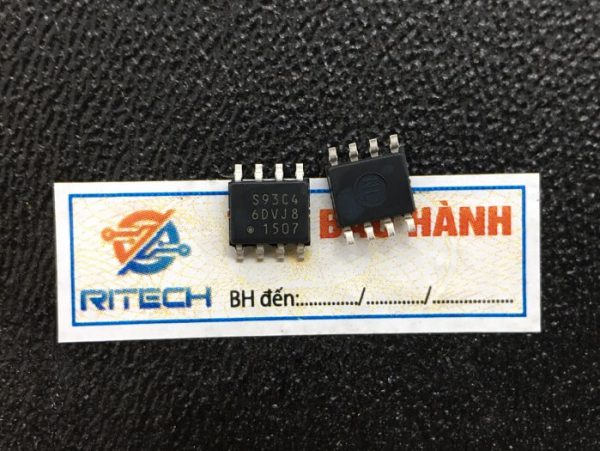 S93C4
6DVJ8
1507
HÀNH
RITECH
BH đến:............./............./...................